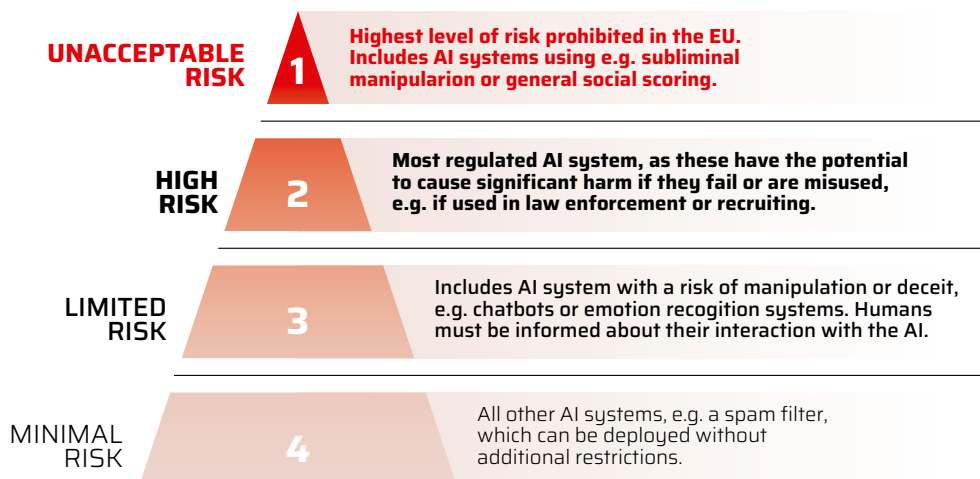 UNACCEPTABLE
RISK
1
Highest level of risk prohibited in the EU.
Includes AI systems using e.g. subliminal
manipularion or general social scoring.
HIGH
RISK
2
Most regulated AI system, as these have the potential
to cause significant harm if they fail or are misused,
e.g. if used in law enforcement or recruiting.
LIMITED
RISK
3
Includes AI system with a risk of manipulation or deceit,
e.g. chatbots or emotion recogition systems. Humans
must be informed about their interaction with the AI.
MINIMAL
RISK
4
All other AI systems, e.g. a spam filter,
which can be deployed without
additional restrictions.